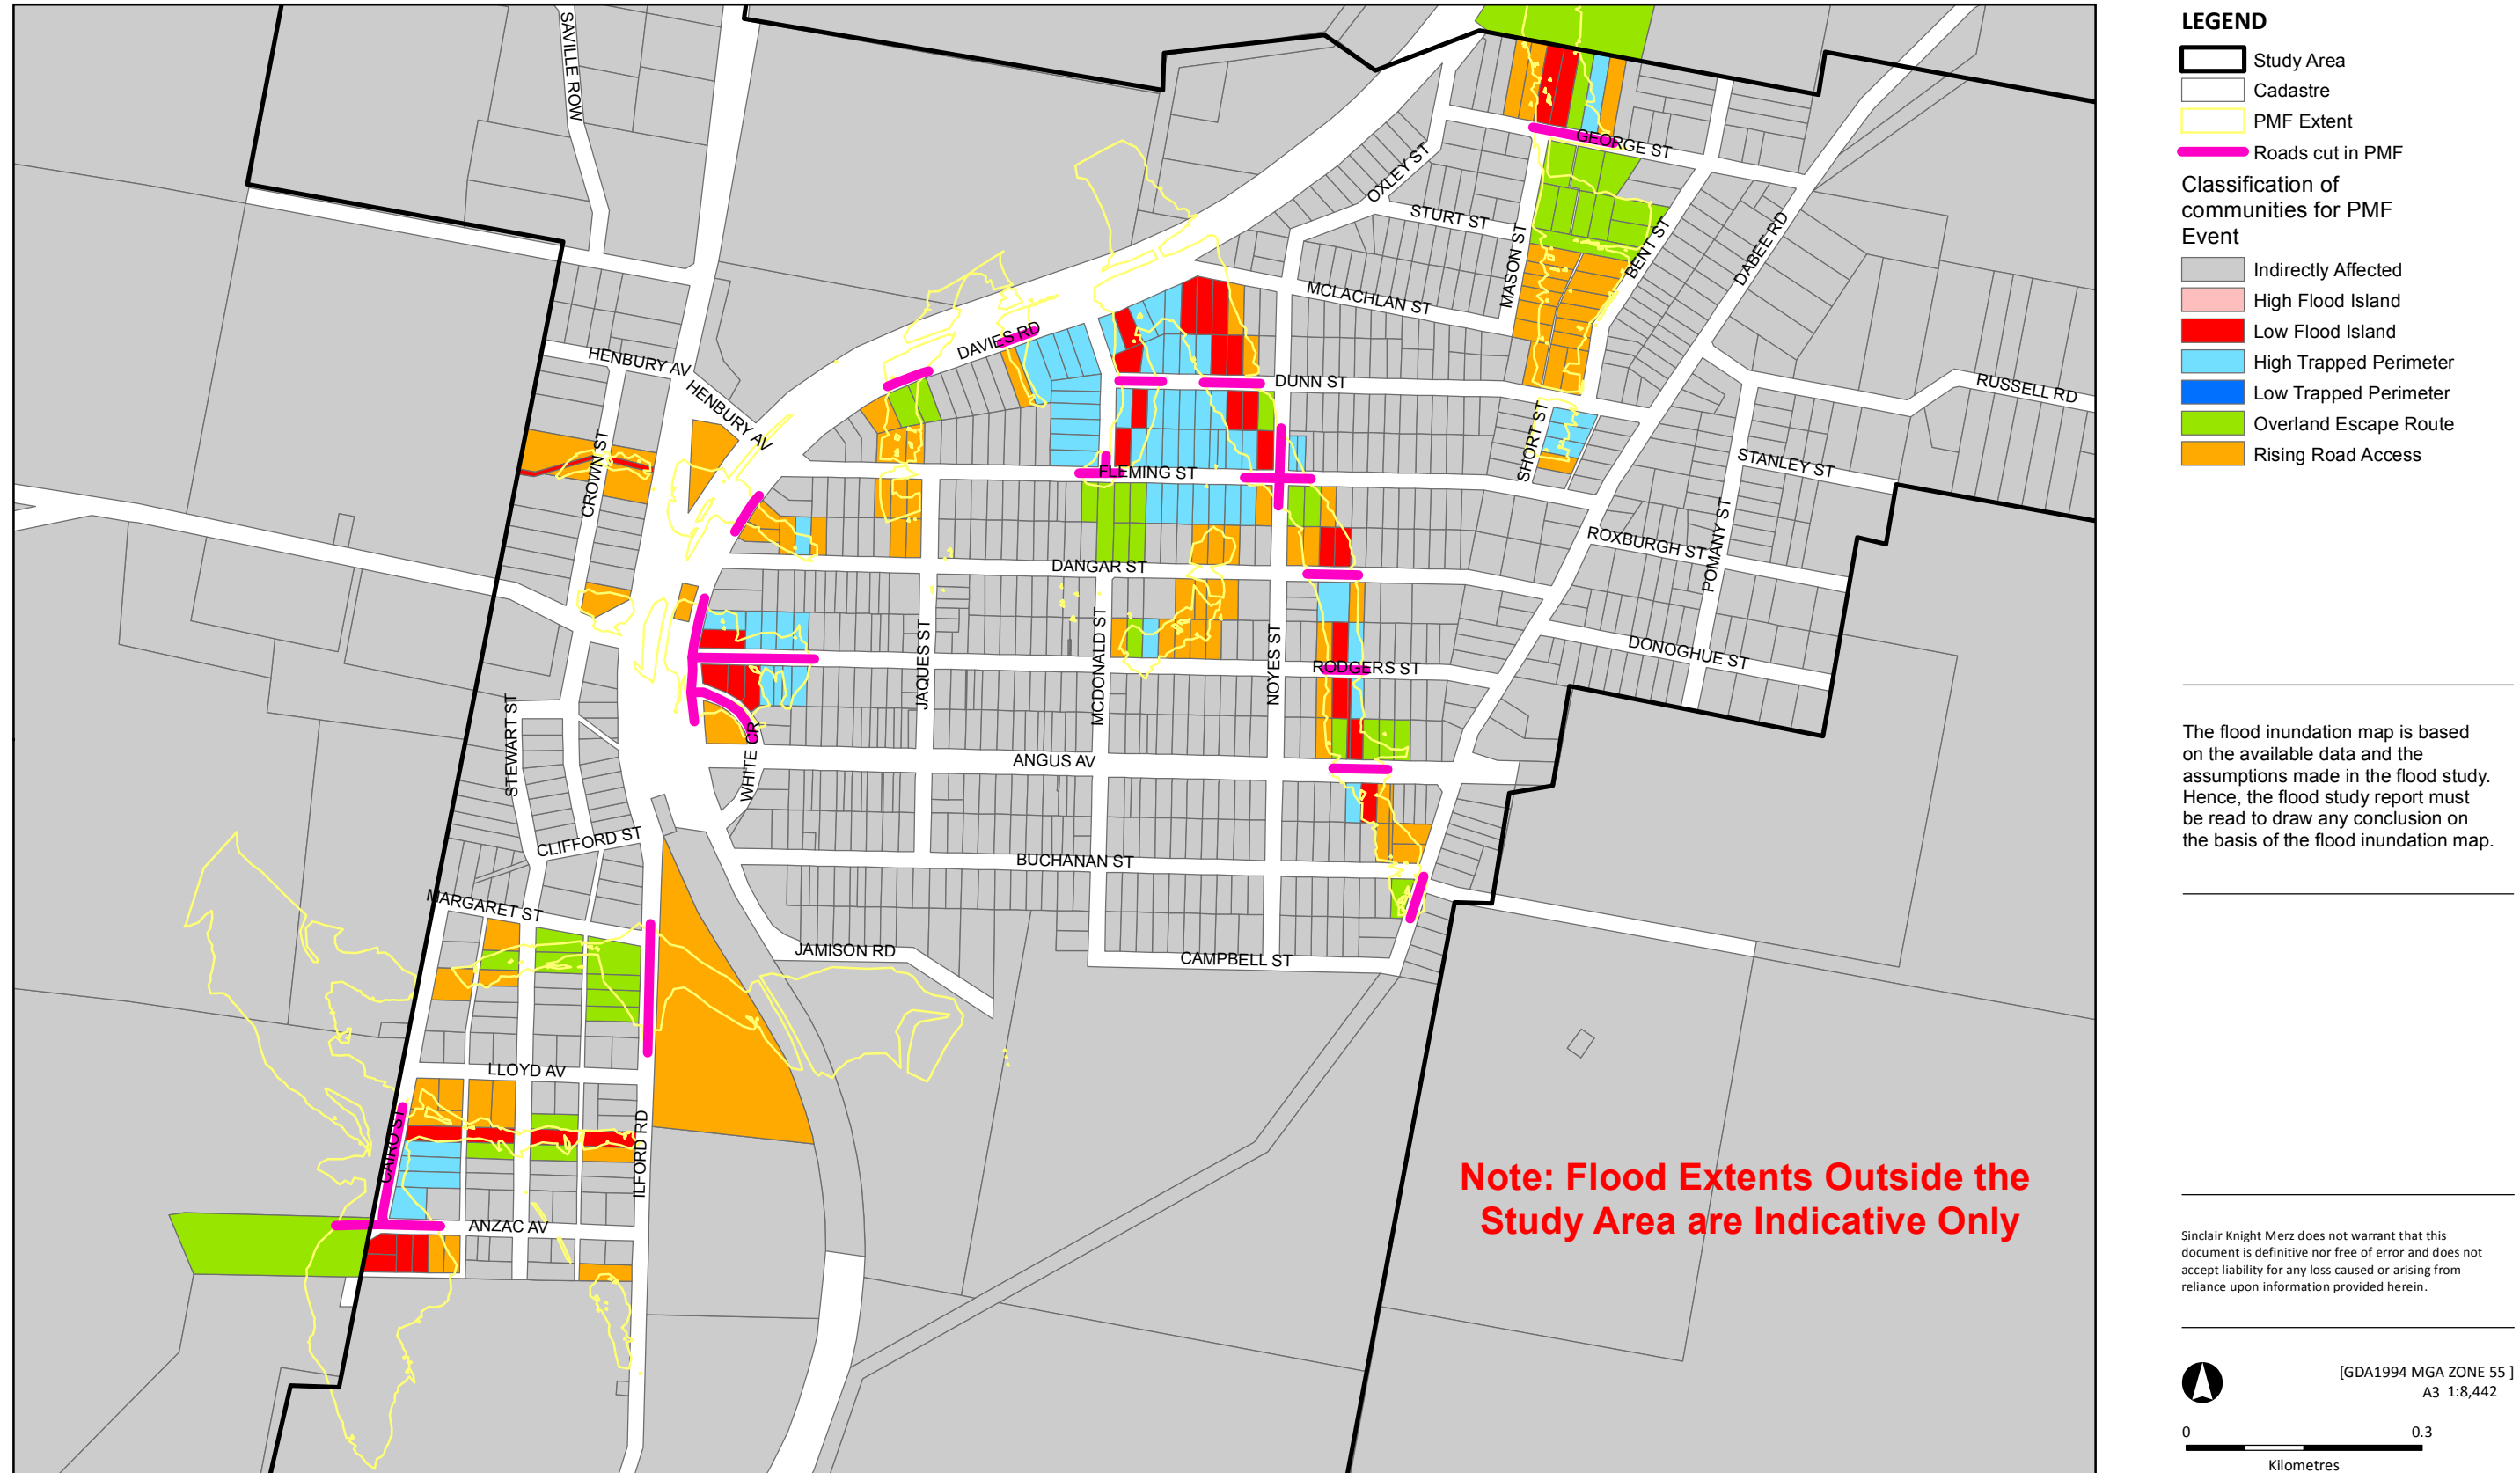 SAVILLE ROW
GEORGE ST
OXLEY ST
STURT ST
MASON ST
BENT ST
DABEE RD
MCLACHLAN ST
DAVIES RD
HENBURY AV
HENBURY AV
DUNN ST
RUSSELL RD
CROWN ST
SHORT ST
FLEMING ST
STANLEY ST
POMANY ST
ROXBURGH ST
DANGAR ST
JAQUES ST
MCDONALD ST
NOYES ST
RODGERS ST
DONOGHUE ST
STEWART ST
WHITE CR
ANGUS AV
CLIFFORD ST
BUCHANAN ST
MARGARET ST
JAMISON RD
CAMPBELL ST
LLOYD AV
CAIRO ST
ILFORD RD
ANZAC AV
Note: Flood Extents Outside the
Study Area are Indicative Only
LEGEND
Study Area
Cadastre
PMF Extent
Roads cut in PMF
Classification of
communities for PMF
Event
Indirectly Affected
High Flood Island
Low Flood Island
High Trapped Perimeter
Low Trapped Perimeter
Overland Escape Route
Rising Road Access
The flood inundation map is based
on the available data and the
assumptions made in the flood study.
Hence, the flood study report must
be read to draw any conclusion on
the basis of the flood inundation map.
Sinclair Knight Merz does not warrant that this
document is definitive nor free of error and does not
accept liability for any loss caused or arising from
reliance upon information provided herein.
[GDA1994 MGA ZONE 55 ]
A3 1:8,442
0 0.3
Kilometres